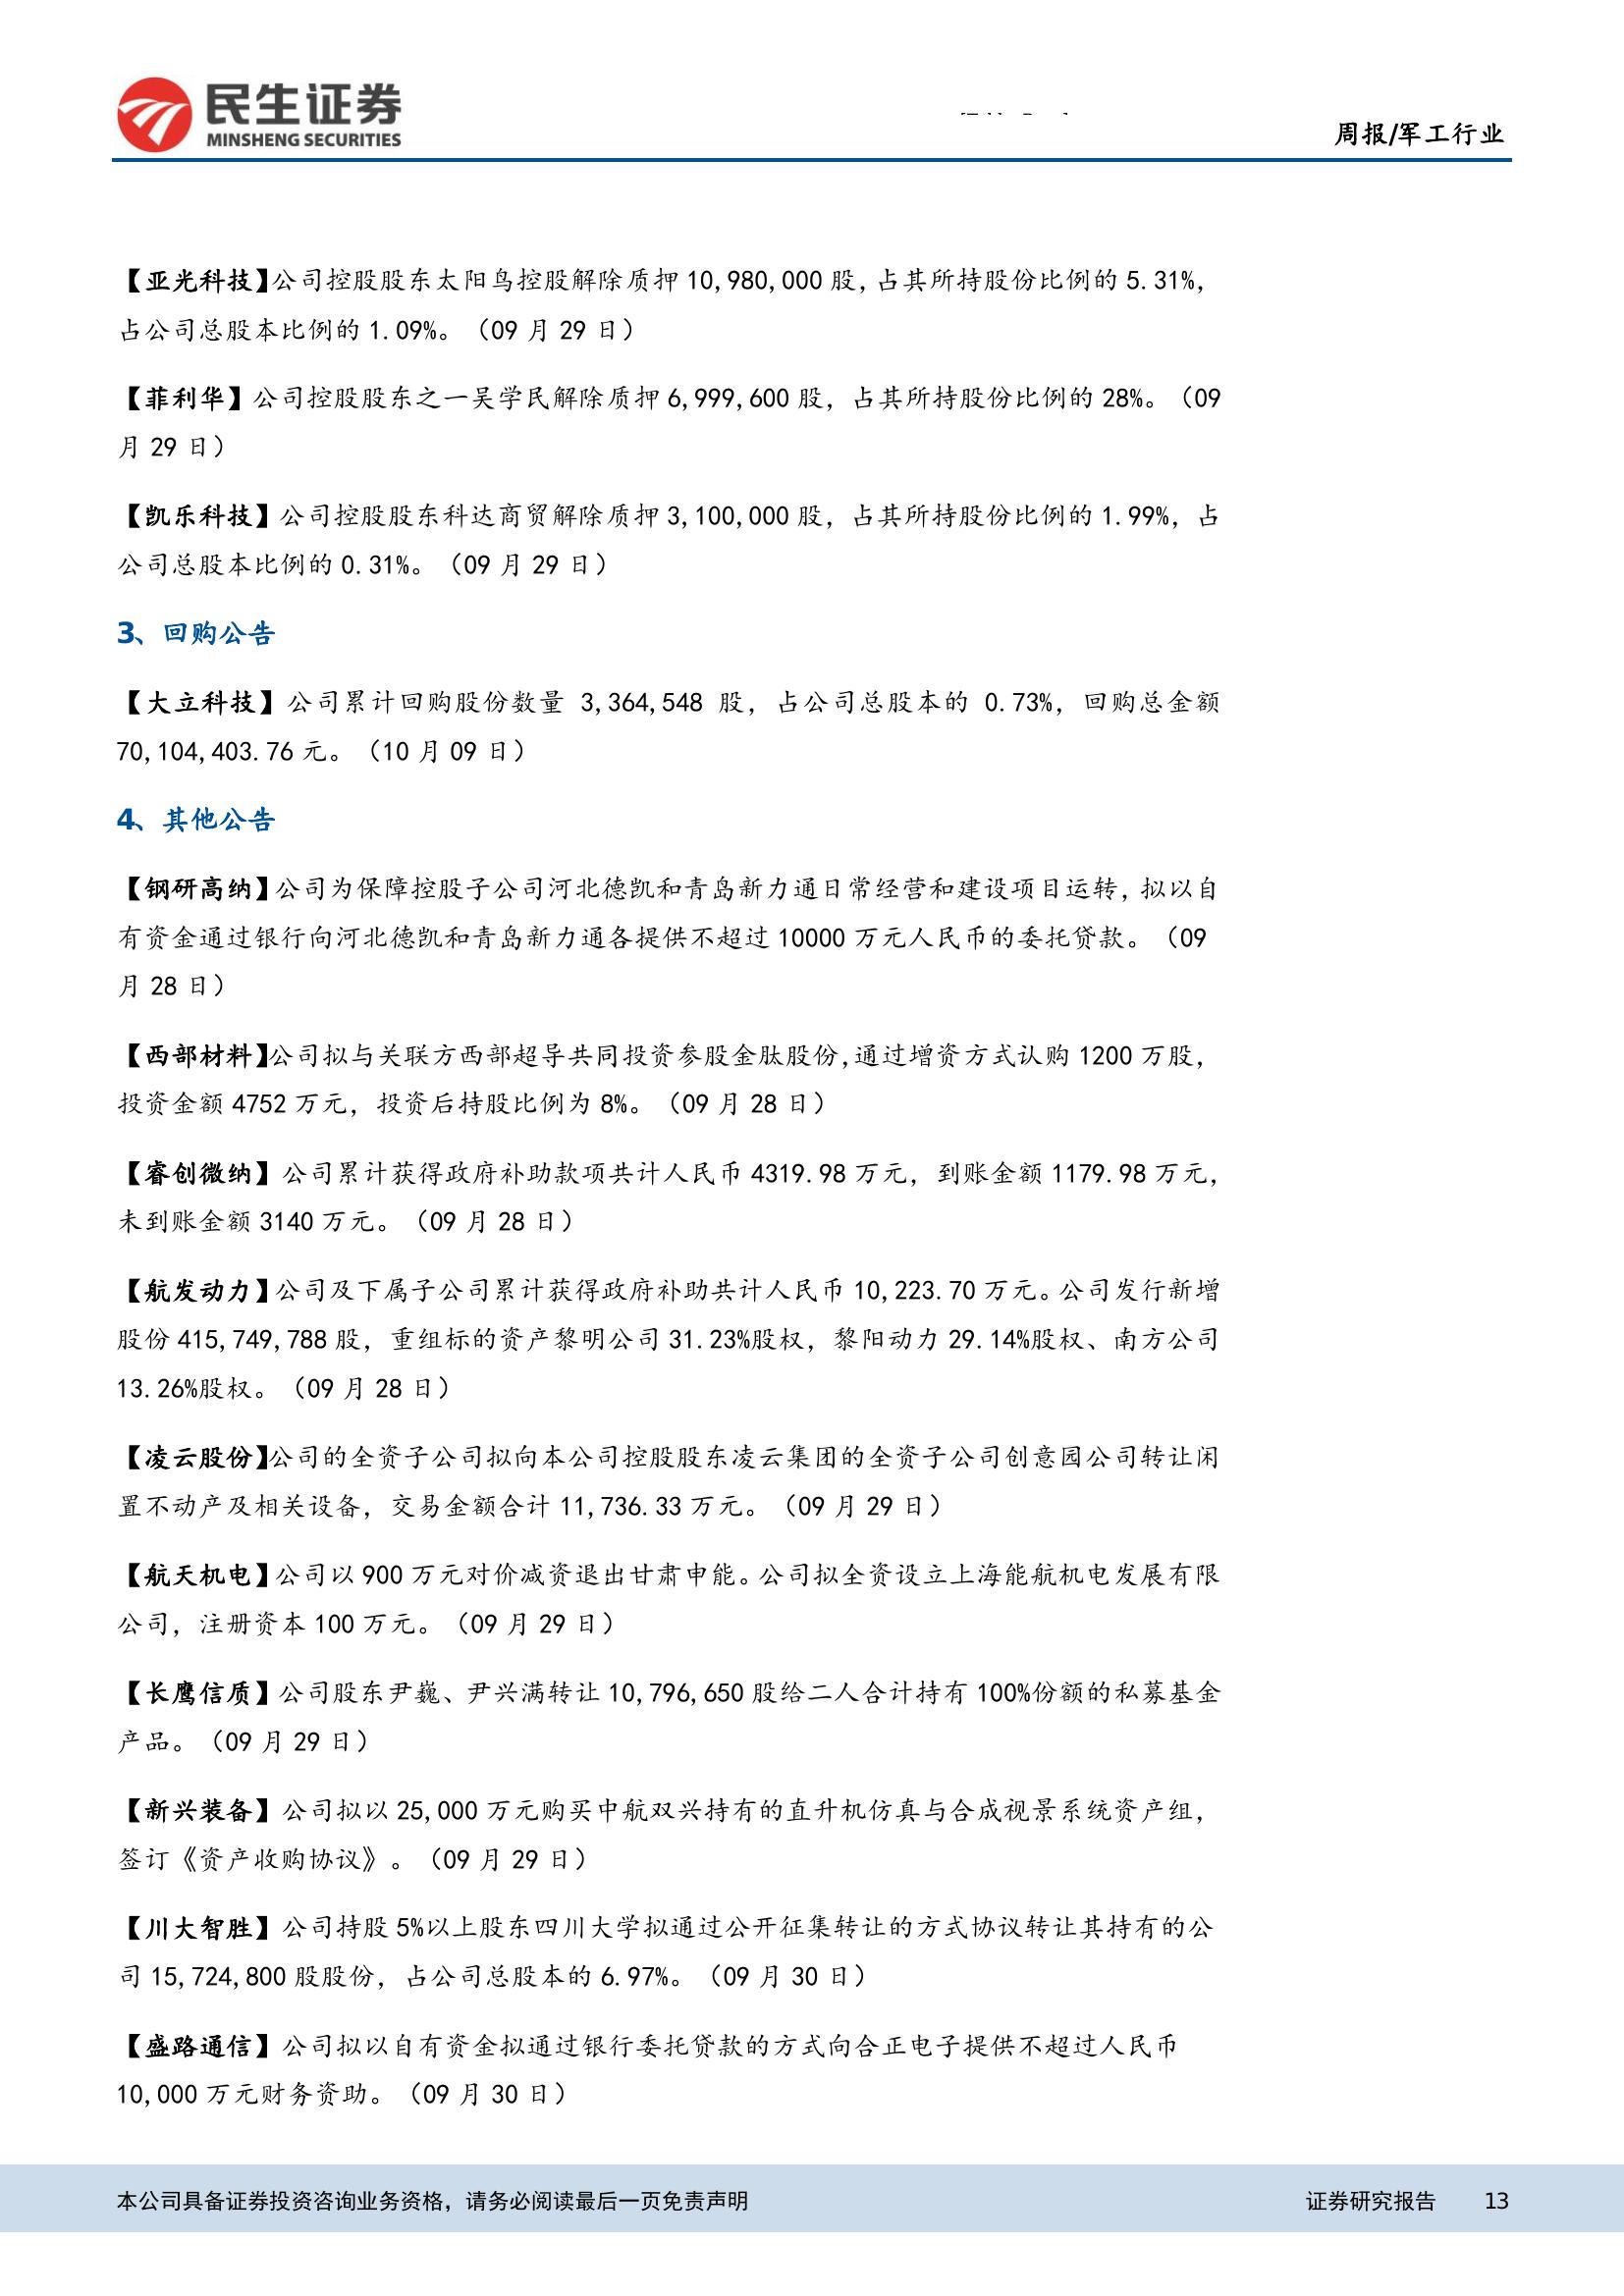 民生证券
MINSHENG SECURITIES
周报/军工行业
【亚光科技】公司控股股东太阳鸟控股解除质押 10,980,000 股，占其所持股份比例的 5.31%，
占公司总股本比例的 1.09%。（09 月 29 日）
【菲利华】公司控股股东之一吴学民解除质押 6,999,600 股，占其所持股份比例的 28%。（09
月 29 日）
【凯乐科技】公司控股股东科达商贸解除质押 3,100,000 股，占其所持股份比例的 1.99%，占
公司总股本比例的 0.31%。（09 月 29 日）
3、回购公告
【大立科技】公司累计回购股份数量 3,364,548 股，占公司总股本的 0.73%，回购总金额
70,104,403.76 元。（10 月 09 日）
4、其他公告
【钢研高纳】公司为保障控股子公司河北德凯和青岛新力通日常经营和建设项目运转，拟以自
有资金通过银行向河北德凯和青岛新力通各提供不超过 10000 万元人民币的委托贷款。（09
月 28 日）
【西部材料】公司拟与关联方西部超导共同投资参股金肽股份，通过增资方式认购 1200 万股，
投资金额 4752 万元，投资后持股比例为 8%。（09 月 28 日）
【睿创微纳】公司累计获得政府补助款项共计人民币 4319.98 万元，到账金额 1179.98 万元，
未到账金额 3140 万元。（09 月 28 日）
【航发动力】公司及下属子公司累计获得政府补助共计人民币 10,223.70 万元。公司发行新增
股份 415,749,788 股，重组标的资产黎明公司 31.23%股权，黎阳动力 29.14%股权、南方公司
13.26%股权。（09 月 28 日）
【凌云股份】公司的全资子公司拟向本公司控股股东凌云集团的全资子公司创意园公司转让闲
置不动产及相关设备，交易金额合计 11,736.33 万元。（09 月 29 日）
【航天机电】公司以 900 万元对价减资退出甘肃申能。公司拟全资设立上海能航机电发展有限
公司，注册资本 100 万元。（09 月 29 日）
【长鹰信质】公司股东尹巍、尹兴满转让 10,796,650 股给二人合计持有 100%份额的私募基金
产品。（09 月 29 日）
【新兴装备】公司拟以 25,000 万元购买中航双兴持有的直升机仿真与合成视景系统资产组，
签订《资产收购协议》。（09 月 29 日）
【川大智胜】公司持股 5%以上股东四川大学拟通过公开征集转让的方式协议转让其持有的公
司 15,724,800 股股份，占公司总股本的 6.97%。（09 月 30 日）
【盛路通信】公司拟以自有资金拟通过银行委托贷款的方式向合正电子提供不超过人民币
10,000 万元财务资助。（09 月 30 日）
本公司具备证券投资咨询业务资格，请务必阅读最后一页免责声明
证券研究报告 13